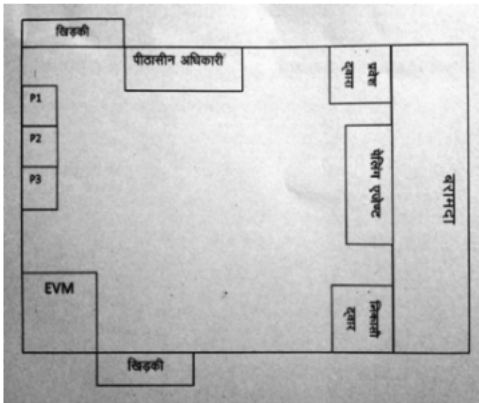 खिड़की
पीठासीन अधिकारी
प्रवेश
द्वारा
P1
P2
P3
पोलिंग एजेण्ट
बरामदा
EVM
निकासी
द्वार
खिड़की